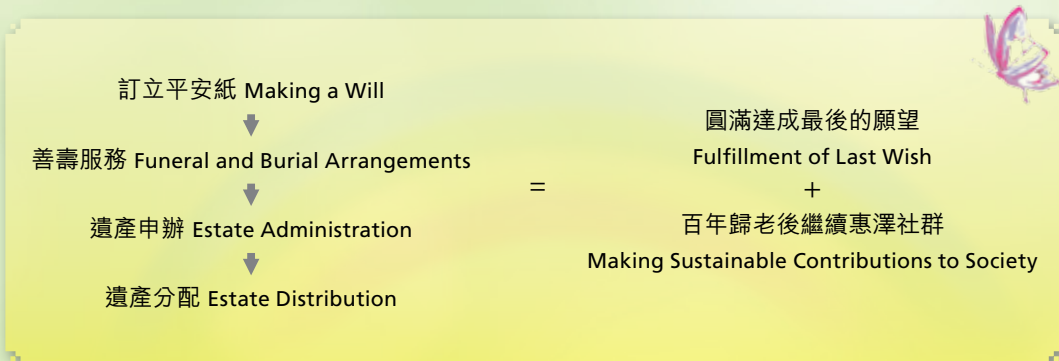 訂立平安紙 Making a Will
善壽服務 Funeral and Burial Arrangements
遺產申辦 Estate Administration
遺產分配 Estate Distribution
=
圓滿達成最後的願望
Fulfillment of Last Wish
+
百年歸老後繼續惠澤社群
Making Sustainable Contributions to Society